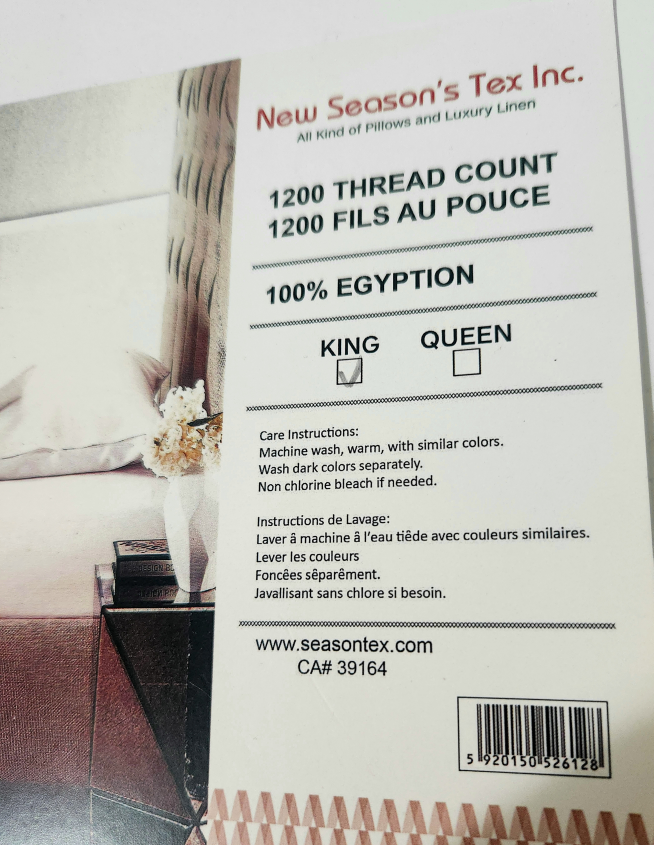 New Season's Tex Inc.
All Kind of Pillows and Luxury Linen
1200 THREAD COUNT
1200 FILS AU POUCE
100% EGYPTION
KING QUEEN
Care Instructions:
Machine wash, warm, with similar colors.
Wash dark colors separately.
Non chlorine bleach if needed.
Instructions de Lavage:
Laver â machine â l'eau tiêde avec couleurs similaires.
Lever les couleurs
Foncêes sêparêment.
Javallisant sans chlore si besoin.
www.seasontex.com
CA# 39164
5 920150 526128